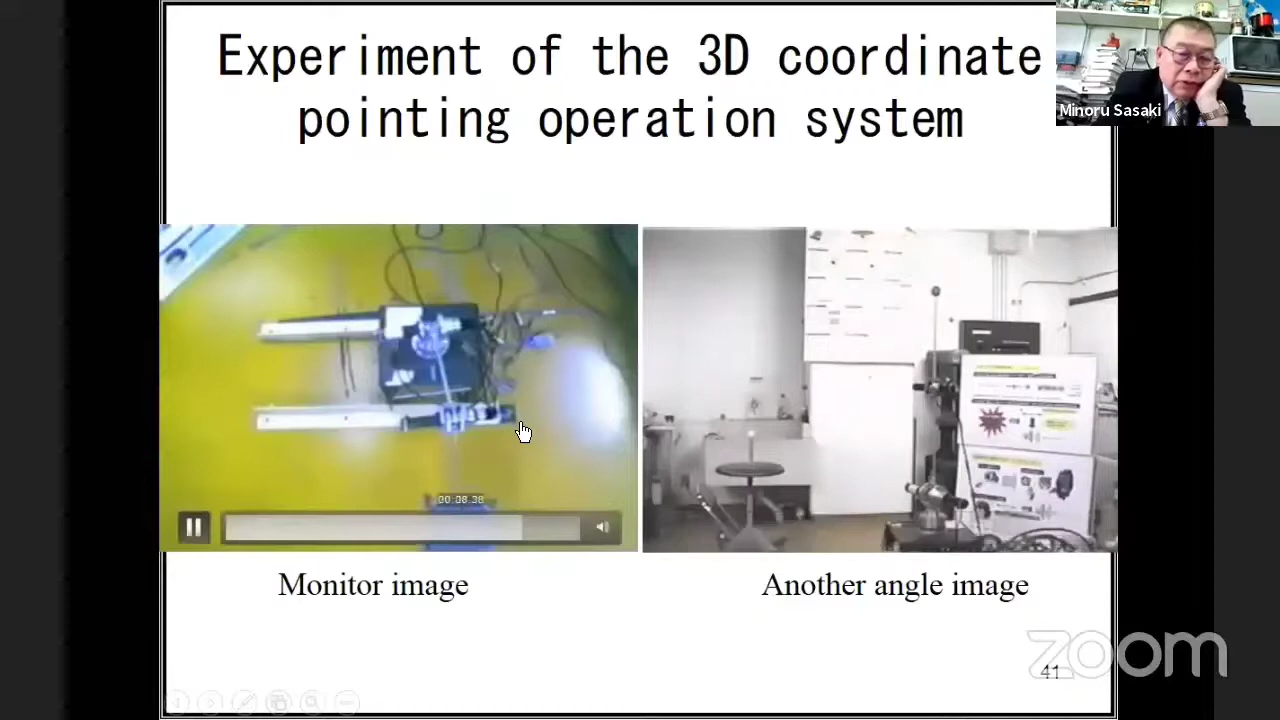 Experiment of the 3D coordinate
pointing operation system
Minoru Sasaki
00:08.38
Monitor image
Another angle image
zoom
41